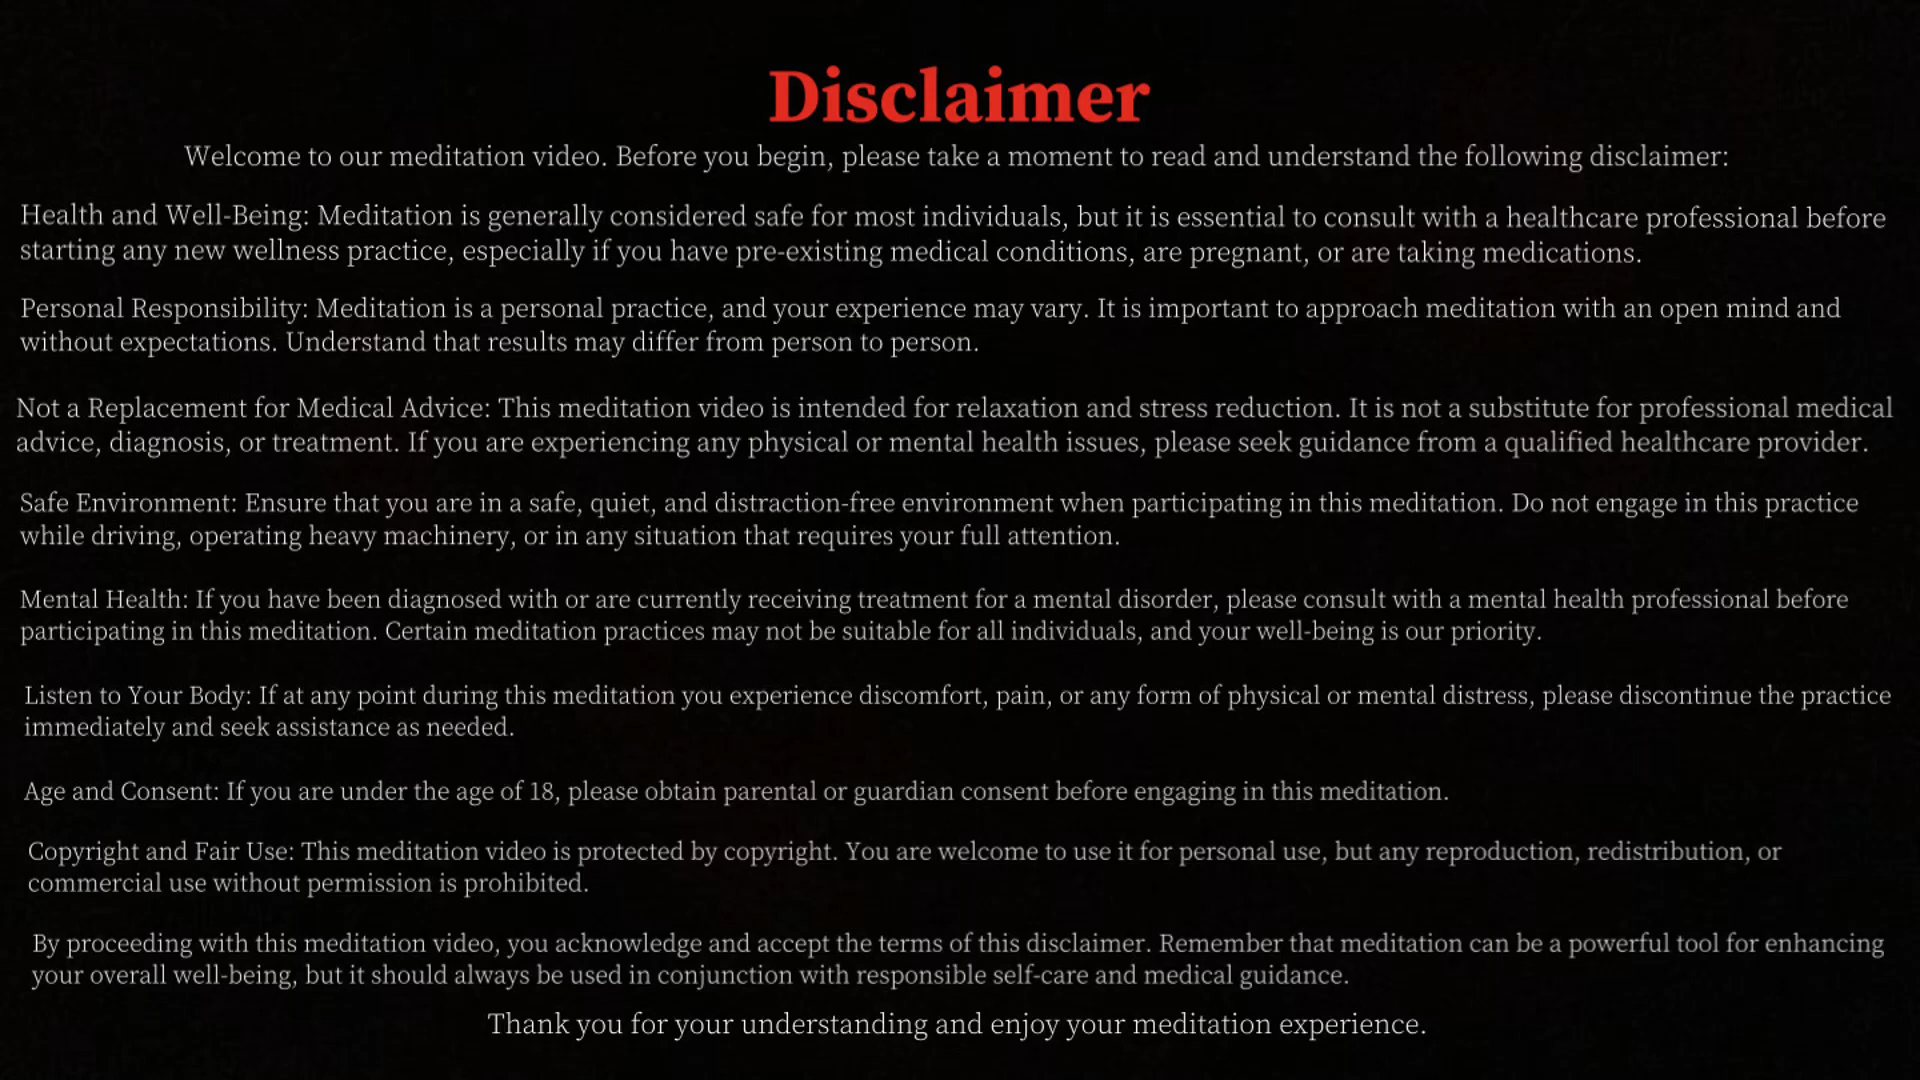 Disclaimer
Welcome to our meditation video. Before you begin, please take a moment to read and understand the following disclaimer:
Health and Well-Being: Meditation is generally considered safe for most individuals, but it is essential to consult with a healthcare professional before
starting any new wellness practice, especially if you have pre-existing medical conditions, are pregnant, or are taking medications.
Personal Responsibility: Meditation is a personal practice, and your experience may vary. It is important to approach meditation with an open mind and
without expectations. Understand that results may differ from person to person.
Not a Replacement for Medical Advice: This meditation video is intended for relaxation and stress reduction. It is not a substitute for professional medical
advice, diagnosis, or treatment. If you are experiencing any physical or mental health issues, please seek guidance from a qualified healthcare provider.
Safe Environment: Ensure that you are in a safe, quiet, and distraction-free environment when participating in this meditation. Do not engage in this practice
while driving, operating heavy machinery, or in any situation that requires your full attention.
Mental Health: If you have been diagnosed with or are currently receiving treatment for a mental disorder, please consult with a mental health professional before
participating in this meditation. Certain meditation practices may not be suitable for all individuals, and your well-being is our priority.
Listen to Your Body: If at any point during this meditation you experience discomfort, pain, or any form of physical or mental distress, please discontinue the practice
immediately and seek assistance as needed.
Age and Consent: If you are under the age of 18, please obtain parental or guardian consent before engaging in this meditation.
Copyright and Fair Use: This meditation video is protected by copyright. You are welcome to use it for personal use, but any reproduction, redistribution, or
commercial use without permission is prohibited.
By proceeding with this meditation video, you acknowledge and accept the terms of this disclaimer. Remember that meditation can be a powerful tool for enhancing
your overall well-being, but it should always be used in conjunction with responsible self-care and medical guidance.
Thank you for your understanding and enjoy your meditation experience.